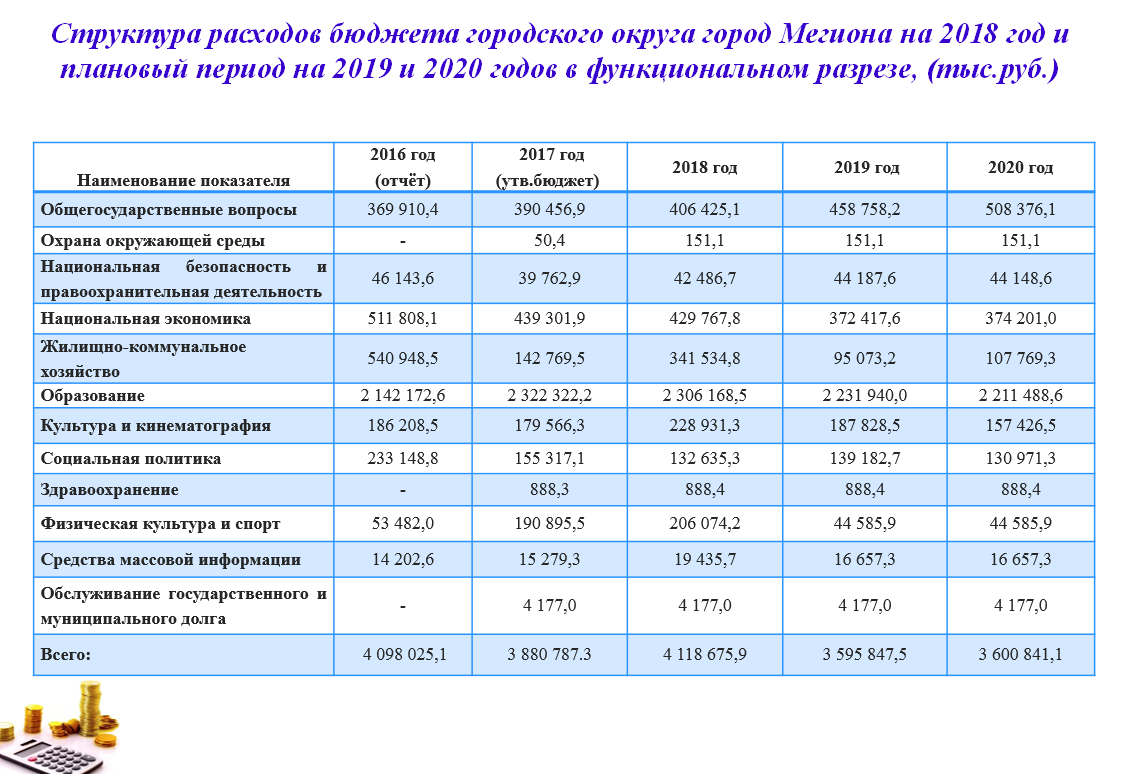 Структура расходов бюджета городского округа город Мегиона на 2018 год и
плановый период на 2019 и 2020 годов в функциональном разрезе, (тыс.руб.)
Наименование показателя 2016 год (отчёт) 2017 год (утв.бюджет) 2018 год 2019 год 2020 год
Общегосударственные вопросы 369 910,4 390 456,9 406 425,1 458 758,2 508 376,1
Охрана окружающей среды - 50,4 151,1 151,1 151,1
Национальная безопасность и
правоохранительная деятельность 46 143,6 39 762,9 42 486,7 44 187,6 44 148,6
Национальная экономика 511 808,1 439 301,9 429 767,8 372 417,6 374 201,0
Жилищно-коммунальное
хозяйство 540 948,5 142 769,5 341 534,8 95 073,2 107 769,3
Образование 2 142 172,6 2 322 322,2 2 306 168,5 2 231 940,0 2 211 488,6
Культура и кинематография 186 208,5 179 566,3 228 931,3 187 828,5 157 426,5
Социальная политика 233 148,8 155 317,1 132 635,3 139 182,7 130 971,3
Здравоохранение - 888,3 888,4 888,4 888,4
Физическая культура и спорт 53 482,0 190 895,5 206 074,2 44 585,9 44 585,9
Средства массовой информации 14 202,6 15 279,3 19 435,7 16 657,3 16 657,3
Обслуживание государственного и
муниципального долга - 4 177,0 4 177,0 4 177,0 4 177,0
Всего: 4 098 025,1 3 880 787.3 4 118 675,9 3 595 847,5 3 600 841,1